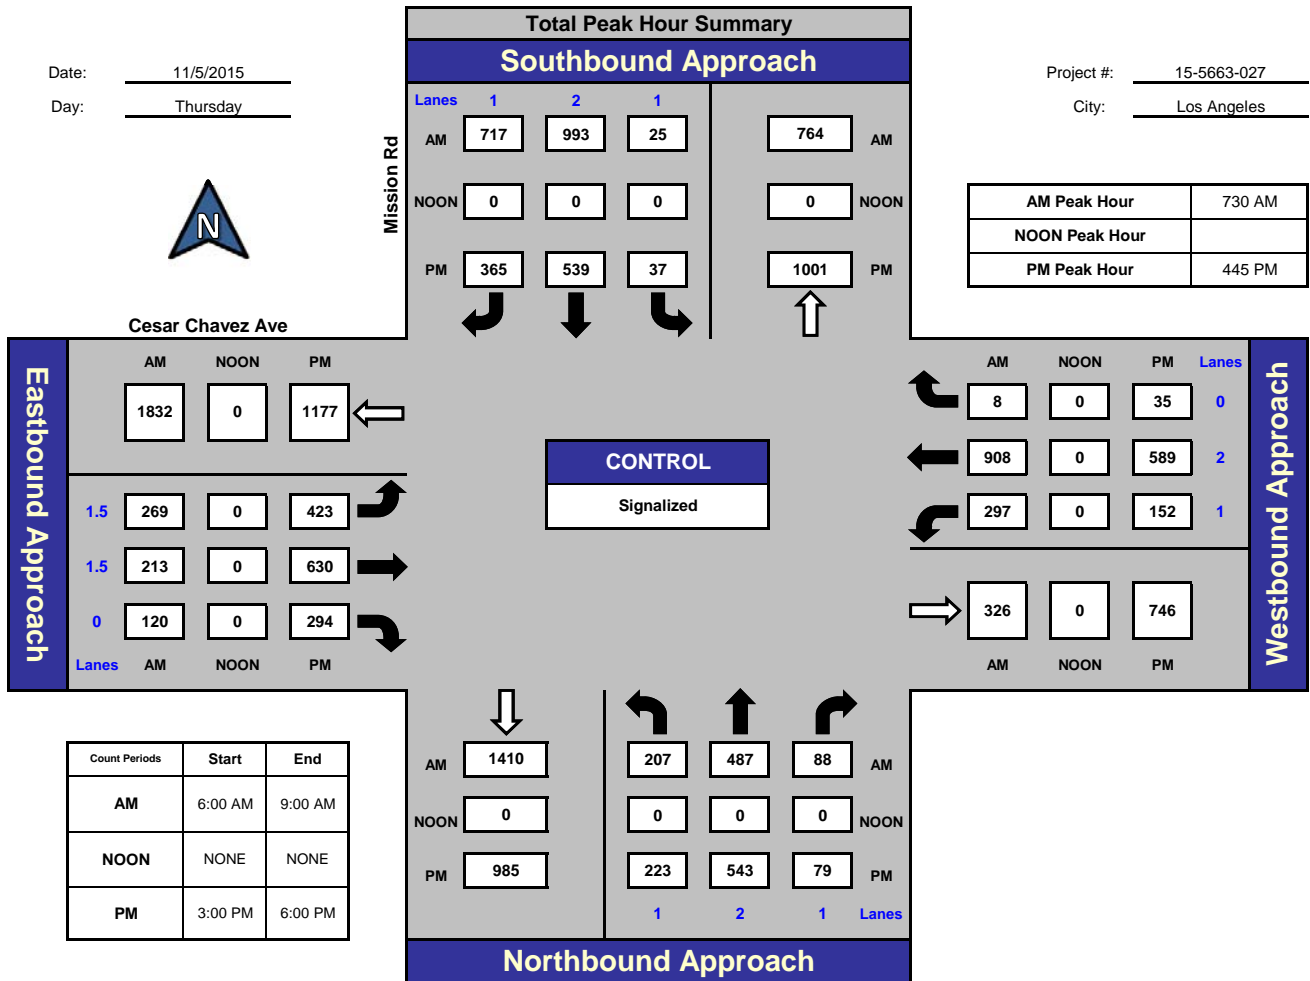 Total Peak Hour Summary
Southbound Approach
Date: 11/5/2015
Day: Thursday
Project #: 15-5663-027
City: Los Angeles
N
Mission Rd
Lanes 1 2 1
AM 717 993 25 764 AM
NOON 0 0 0 0 NOON
PM 365 539 37 1001 PM
AM Peak Hour 730 AM
NOON Peak Hour
PM Peak Hour 445 PM
Cesar Chavez Ave
Eastbound Approach
AM NOON PM
1832 0 1177
1.5 269 0 423
1.5 213 0 630
0 120 0 294
Lanes AM NOON PM
CONTROL
Signalized
AM NOON PM Lanes
8 0 35 0
908 0 589 2
297 0 152 1
326 0 746
AM NOON PM
Westbound Approach
Count Periods Start End
AM 6:00 AM 9:00 AM
NOON NONE NONE
PM 3:00 PM 6:00 PM
AM 1410 207 487 88 AM
NOON 0 0 0 0 NOON
PM 985 223 543 79 PM
1 2 1 Lanes
Northbound Approach